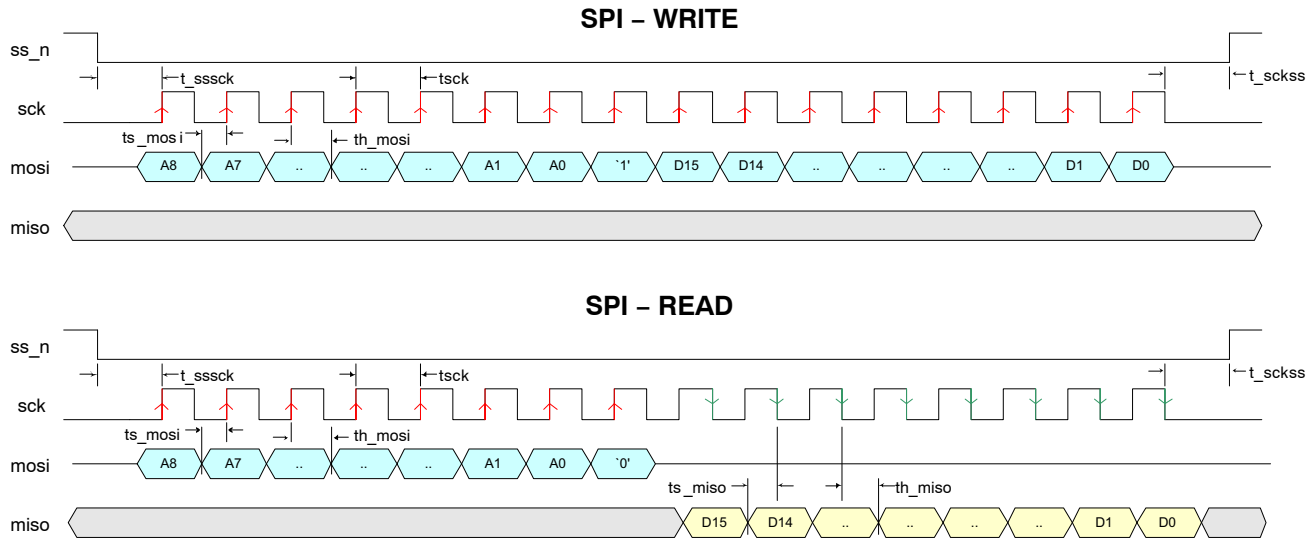 SPI – WRITE
ss_n
t_sssck tsck t_sckss
sck
ts_mosi th_mosi
mosi A8 A7 .. .. .. A1 A0 `1' D15 D14 .. .. .. .. D1 D0
miso
SPI – READ
ss_n
t_sssck tsck t_sckss
sck
ts_mosi th_mosi
mosi A8 A7 .. .. .. A1 A0 `0'
ts_miso th_miso
miso D15 D14 .. .. .. .. D1 D0